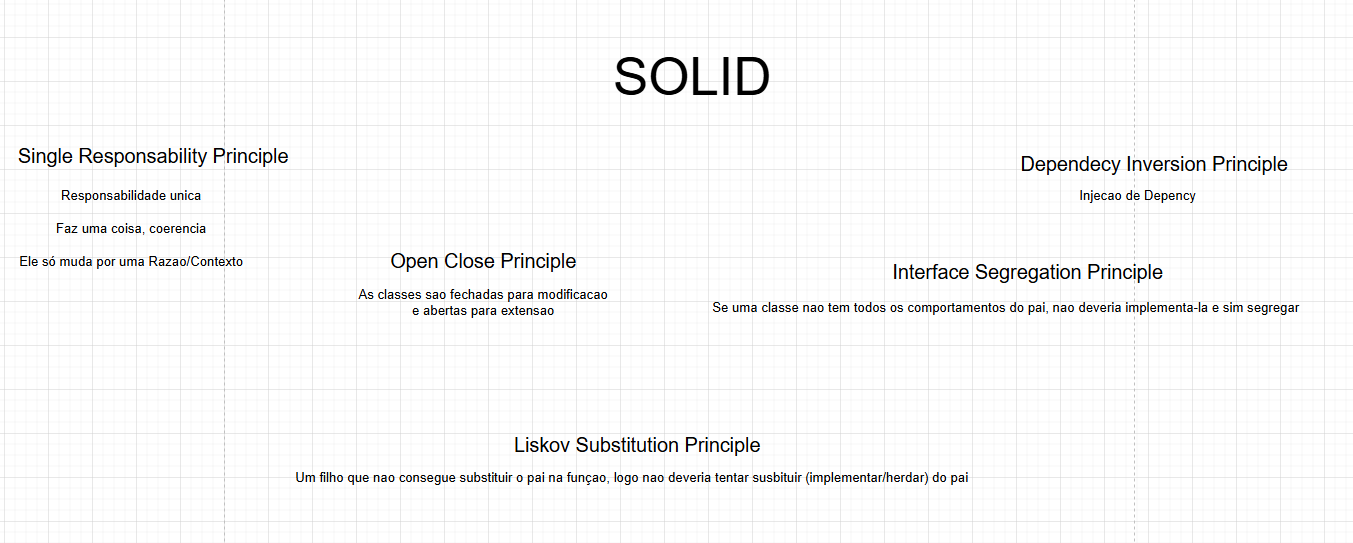 SOLID
Single Responsability Principle
Responsabilidade unica
Faz uma coisa, coerencia
Ele só muda por uma Razao/Contexto
Open Close Principle
As classes sao fechadas para modificacao
e abertas para extensao
Liskov Substitution Principle
Um filho que nao consegue substituir o pai na funçao, logo nao deveria tentar susbituir (implementar/herdar) do pai
Interface Segregation Principle
Se uma classe nao tem todos os comportamentos do pai, nao deveria implementa-la e sim segregar
Dependecy Inversion Principle
Injecao de Depency